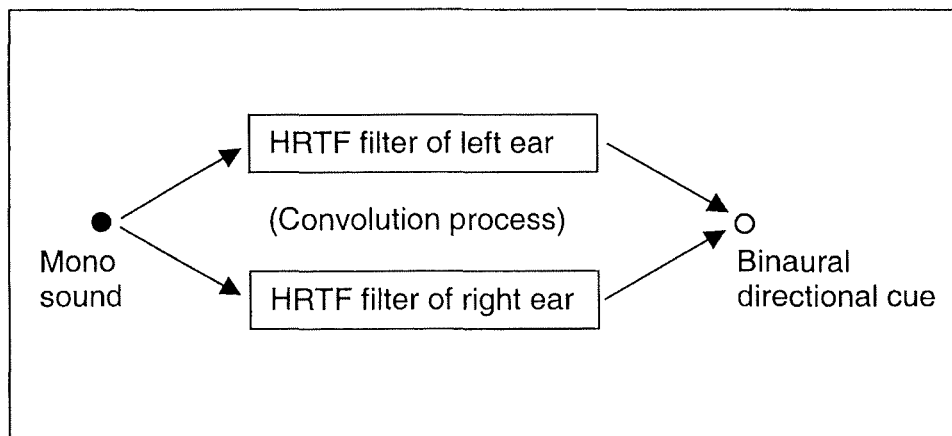 HRTF filter of left ear
(Convolution process)
Mono
sound
HRTF filter of right ear
Binaural
directional cue